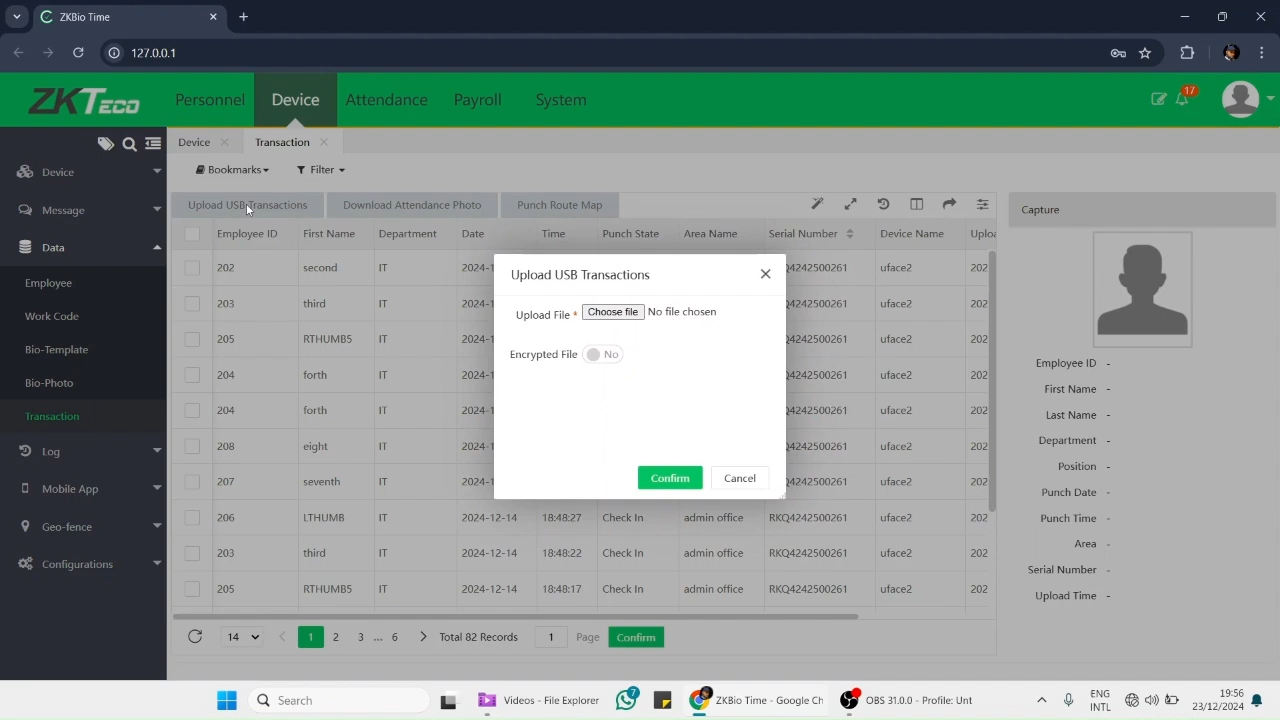 ZKBio Time
127.0.0.1
ZKTeco
Personnel Device Attendance Payroll System
17
Device Transaction
Bookmarks Filter
Upload USB Transactions Download Attendance Photo Punch Route Map
Employee ID First Name Department Date Time Punch State Area Name Serial Number Device Name
202 second IT uface2
203 third IT uface2
205 RTHUMB5 IT uface2
204 forth IT uface2
204 forth IT uface2
208 eight IT uface2
207 seventh IT uface2
206 LTHUMB IT 2024-12-14 18:48:27 Check In admin office RKQ4242500261 uface2 202
203 third IT 2024-12-14 18:48:22 Check In admin office RKQ4242500261 uface2 202
205 RTHUMB5 IT 2024-12-14 18:48:17 Check In admin office RKQ4242500261 uface2 202
14 1 2 3 ... 6 Total 82 Records 1 Page Confirm
Upload USB Transactions
Upload File * Choose file No file chosen
Encrypted File No
Confirm Cancel
Device
Message
Data
Employee
Work Code
Bio-Template
Bio-Photo
Transaction
Log
Mobile App
Geo-fence
Configurations
Capture
Employee ID -
First Name -
Last Name -
Department -
Position -
Punch Date -
Punch Time -
Area -
Serial Number -
Upload Time -
Search
Videos - File Explorer
7
ZKBio Time - Google Ch
OBS 31.0.0 - Profile: Unt
ENG
INTL
19:56
23/12/2024